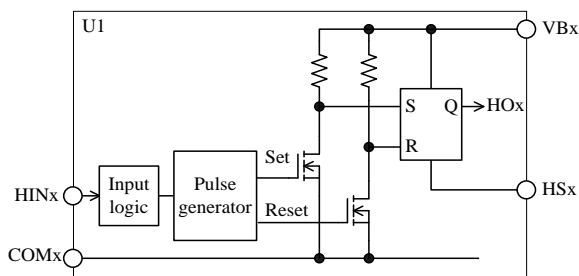 U1
VBx
S
Q
HOx
R
Set
HINx
Input
logic
Pulse
generator
HSx
Reset
COMx